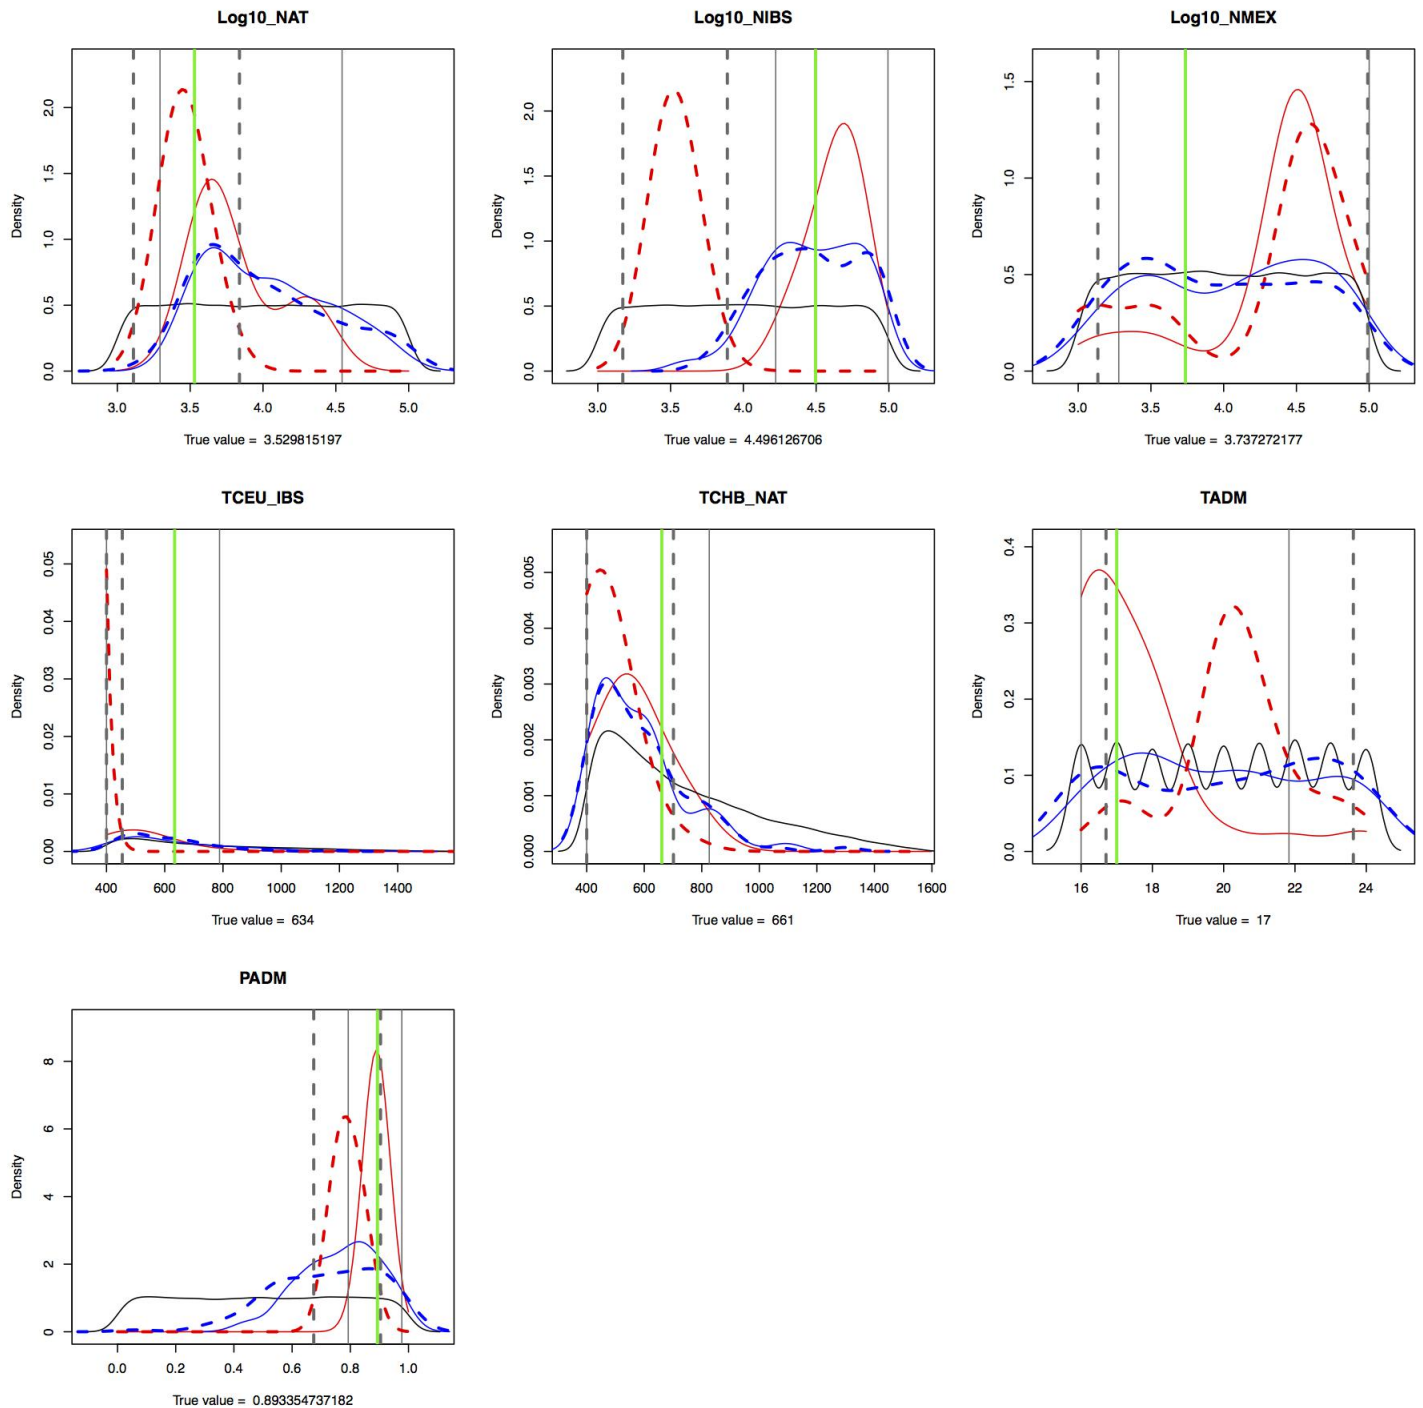 Log10_NAT
Density
0.0 0.5 1.0 1.5 2.0
3.0 3.5 4.0 4.5 5.0
True value = 3.529815197
Log10_NIBS
Density
0.0 0.5 1.0 1.5 2.0
3.0 3.5 4.0 4.5 5.0
True value = 4.496126706
Log10_NMEX
Density
0.0 0.5 1.0 1.5
3.0 3.5 4.0 4.5 5.0
True value = 3.737272177
TCEU_IBS
Density
0.00 0.01 0.02 0.03 0.04 0.05
400 600 800 1000 1200 1400
True value = 634
TCHB_NAT
Density
0.000 0.001 0.002 0.003 0.004 0.005
400 600 800 1000 1200 1400 1600
True value = 661
TADM
Density
0.0 0.1 0.2 0.3 0.4
16 18 20 22 24
True value = 17
PADM
Density
0 2 4 6 8
0.0 0.2 0.4 0.6 0.8 1.0
True value = 0.893354737182